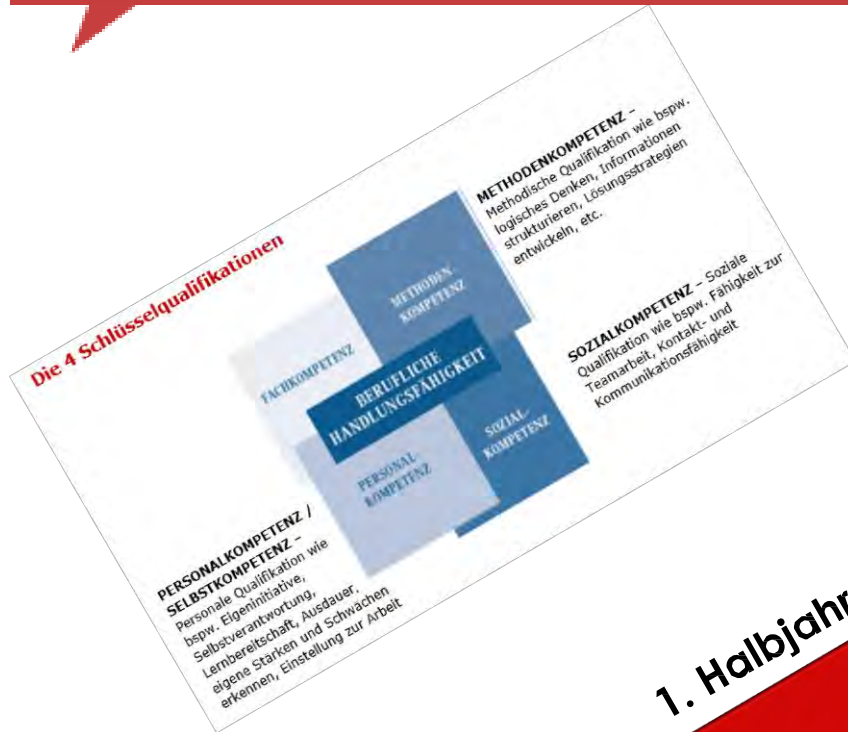 Die 4 Schlüsselqualifikationen
METHODENKOMPETENZ –
Methodische Qualifikation wie bspw.
logisches Denken, Informationen
strukturieren, Lösungsstrategien
entwickeln, etc.
SOZIALKOMPETENZ – Soziale
Qualifikation wie bspw. Fähigkeit zur
Teamarbeit, Kontakt- und
Kommunikationsfähigkeit
METHODEN-
KOMPETENZ
FACHKOMPETENZ
BERUFLICHE
HANDLUNGSFÄHIGKEIT
SOZIAL-
KOMPETENZ
PERSONAL-
KOMPETENZ
PERSONALKOMPETENZ /
SELBSTKOMPETENZ –
Personale Qualifikation wie
bspw. Eigeninitiative,
Selbstverantwortung,
Lernbereitschaft, Ausdauer,
eigene Stärken und Schwächen
erkennen, Einstellung zur Arbeit
1. Halbjahr